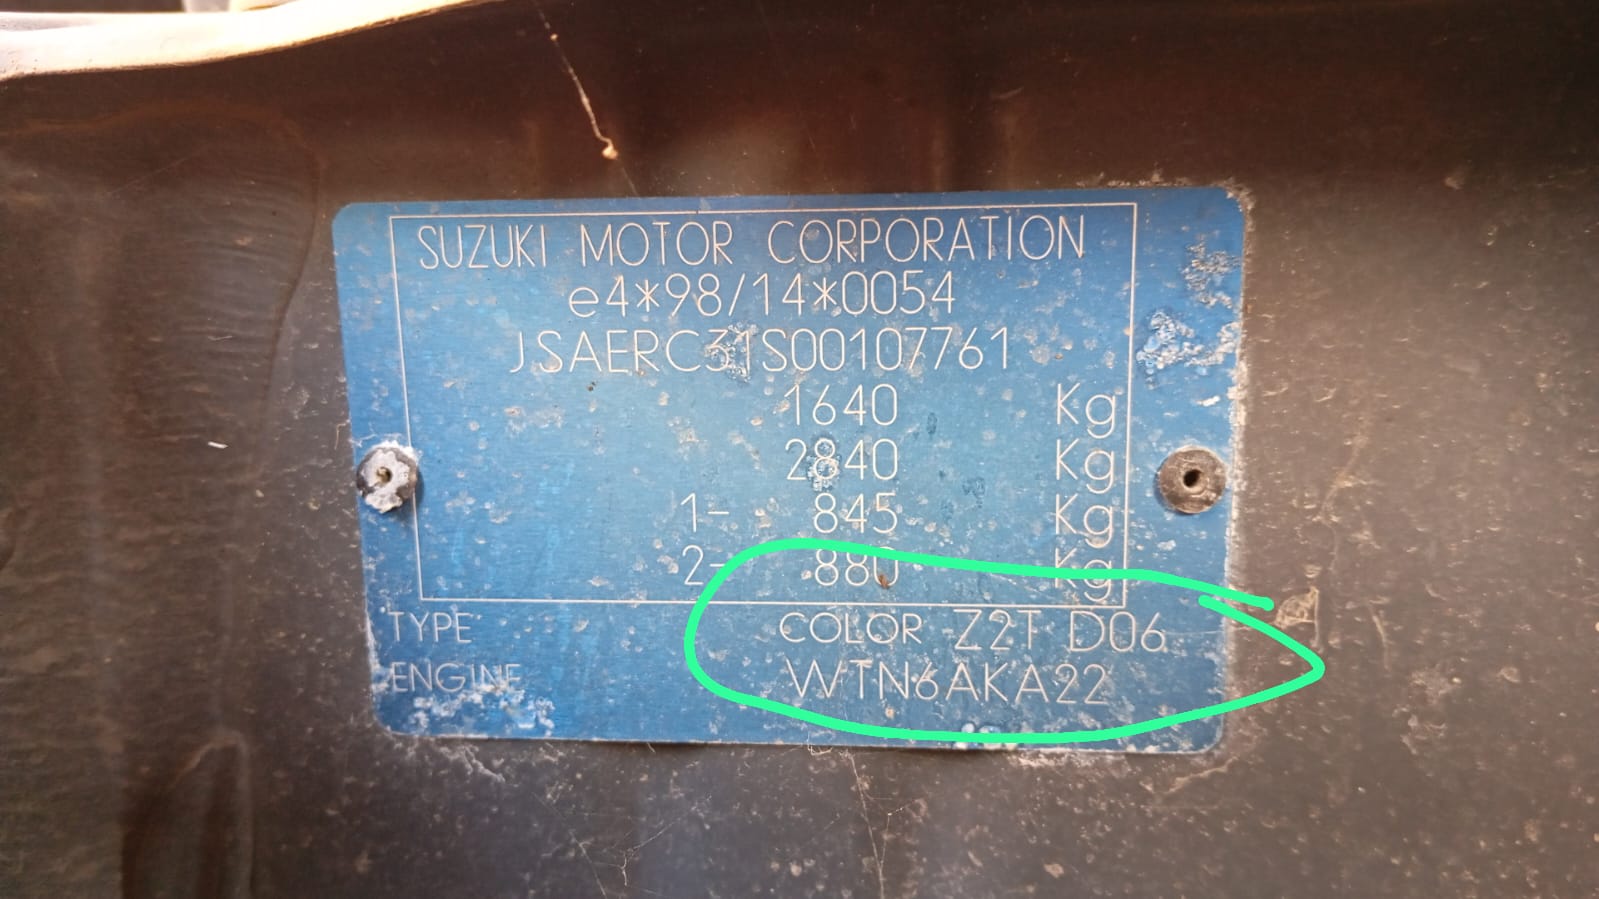 SUZUKI MOTOR CORPORATION
e4*98/14*0054
JSAERC31S00107761
1640 Kg
2840 Kg
1- 845 Kg
2- 880 Kg
TYPE COLOR Z2T D06
ENGINE WTN6AKA22